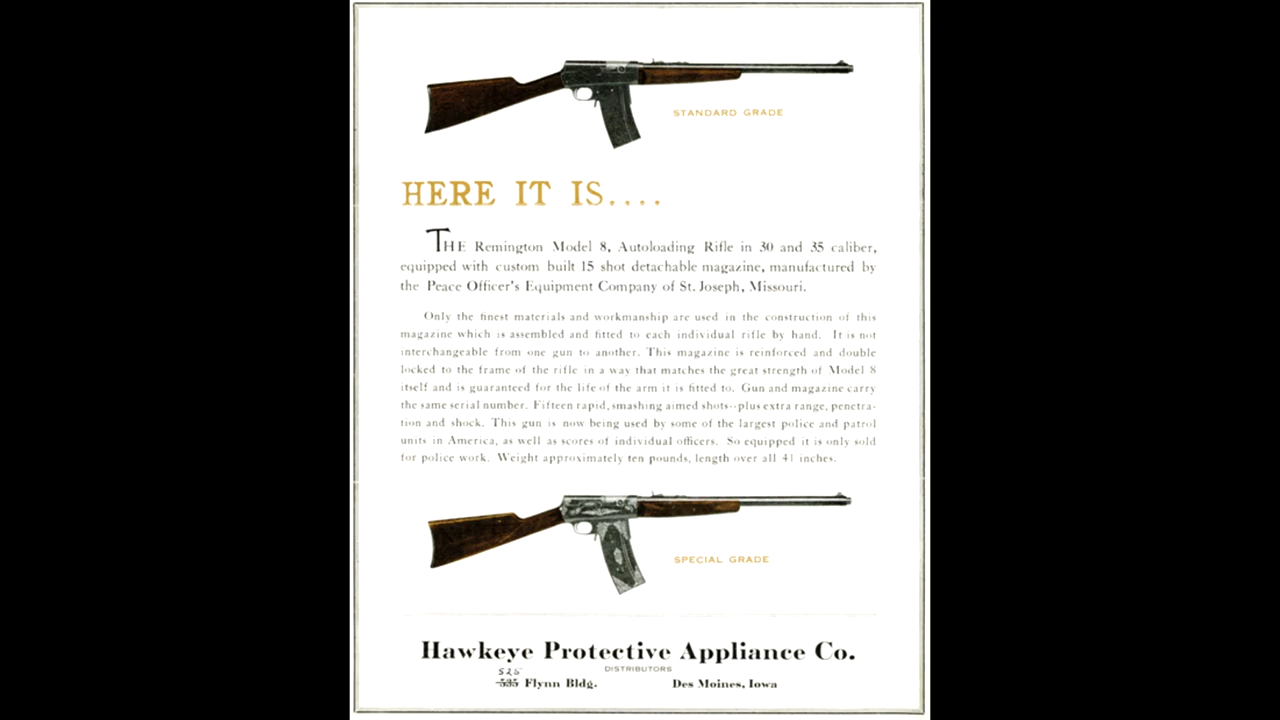 STANDARD GRADE
HERE IT IS....
THE Remington Model 8, Autoloading Rifle in 30 and 35 caliber,
equipped with custom built 15 shot detachable magazine, manufactured by
the Peace Officer's Equipment Company of St. Joseph, Missouri.
Only the finest materials and workmanship are used in the construction of this
magazine which is assembled and fitted to each individual rifle by hand. It is not
interchangeable from one gun to another. This magazine is reinforced and double
locked to the frame of the rifle in a way that matches the great strength of Model 8
itself and is guaranteed for the life of the arm it is fitted to. Gun and magazine carry
the same serial number. Fifteen rapid, smashing aimed shots--plus extra range, penetra-
tion and shock. This gun is now being used by some of the largest police and patrol
units in America, as well as scores of individual officers. So equipped it is only sold
for police work. Weight approximately ten pounds, length over all 41 inches.
SPECIAL GRADE
Hawkeye Protective Appliance Co.
DISTRIBUTORS
525
535 Flynn Bldg. Des Moines, Iowa